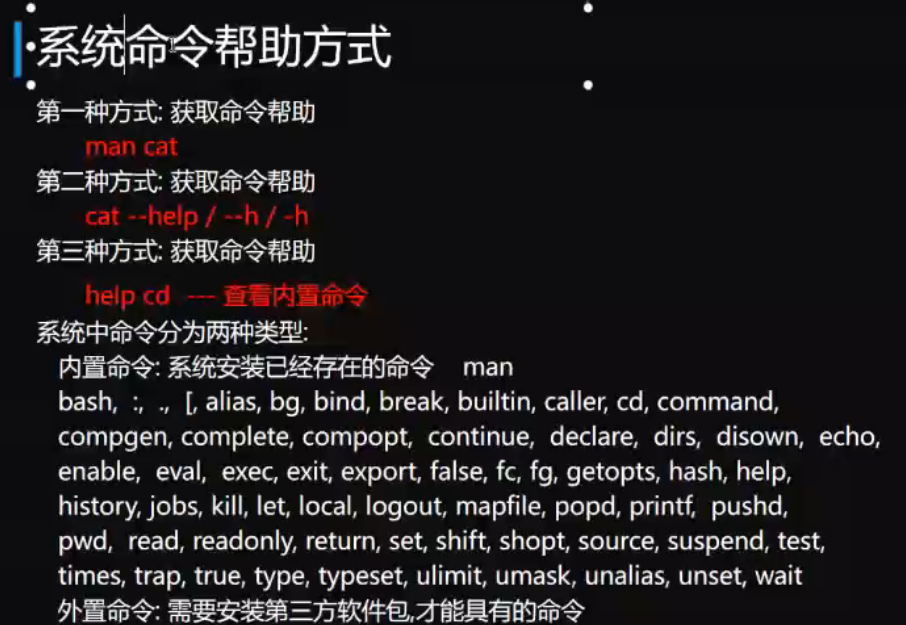 系统命令帮助方式
第一种方式: 获取命令帮助
man cat
第二种方式: 获取命令帮助
cat --help / --h / -h
第三种方式: 获取命令帮助
help cd --- 查看内置命令
系统中命令分为两种类型:
内置命令: 系统安装已经存在的命令 man
bash, :, ., [, alias, bg, bind, break, builtin, caller, cd, command,
compgen, complete, compopt, continue, declare, dirs, disown, echo,
enable, eval, exec, exit, export, false, fc, fg, getopts, hash, help,
history, jobs, kill, let, local, logout, mapfile, popd, printf, pushd,
pwd, read, readonly, return, set, shift, shopt, source, suspend, test,
times, trap, true, type, typeset, ulimit, umask, unalias, unset, wait
外置命令: 需要安装第三方软件包,才能具有的命令